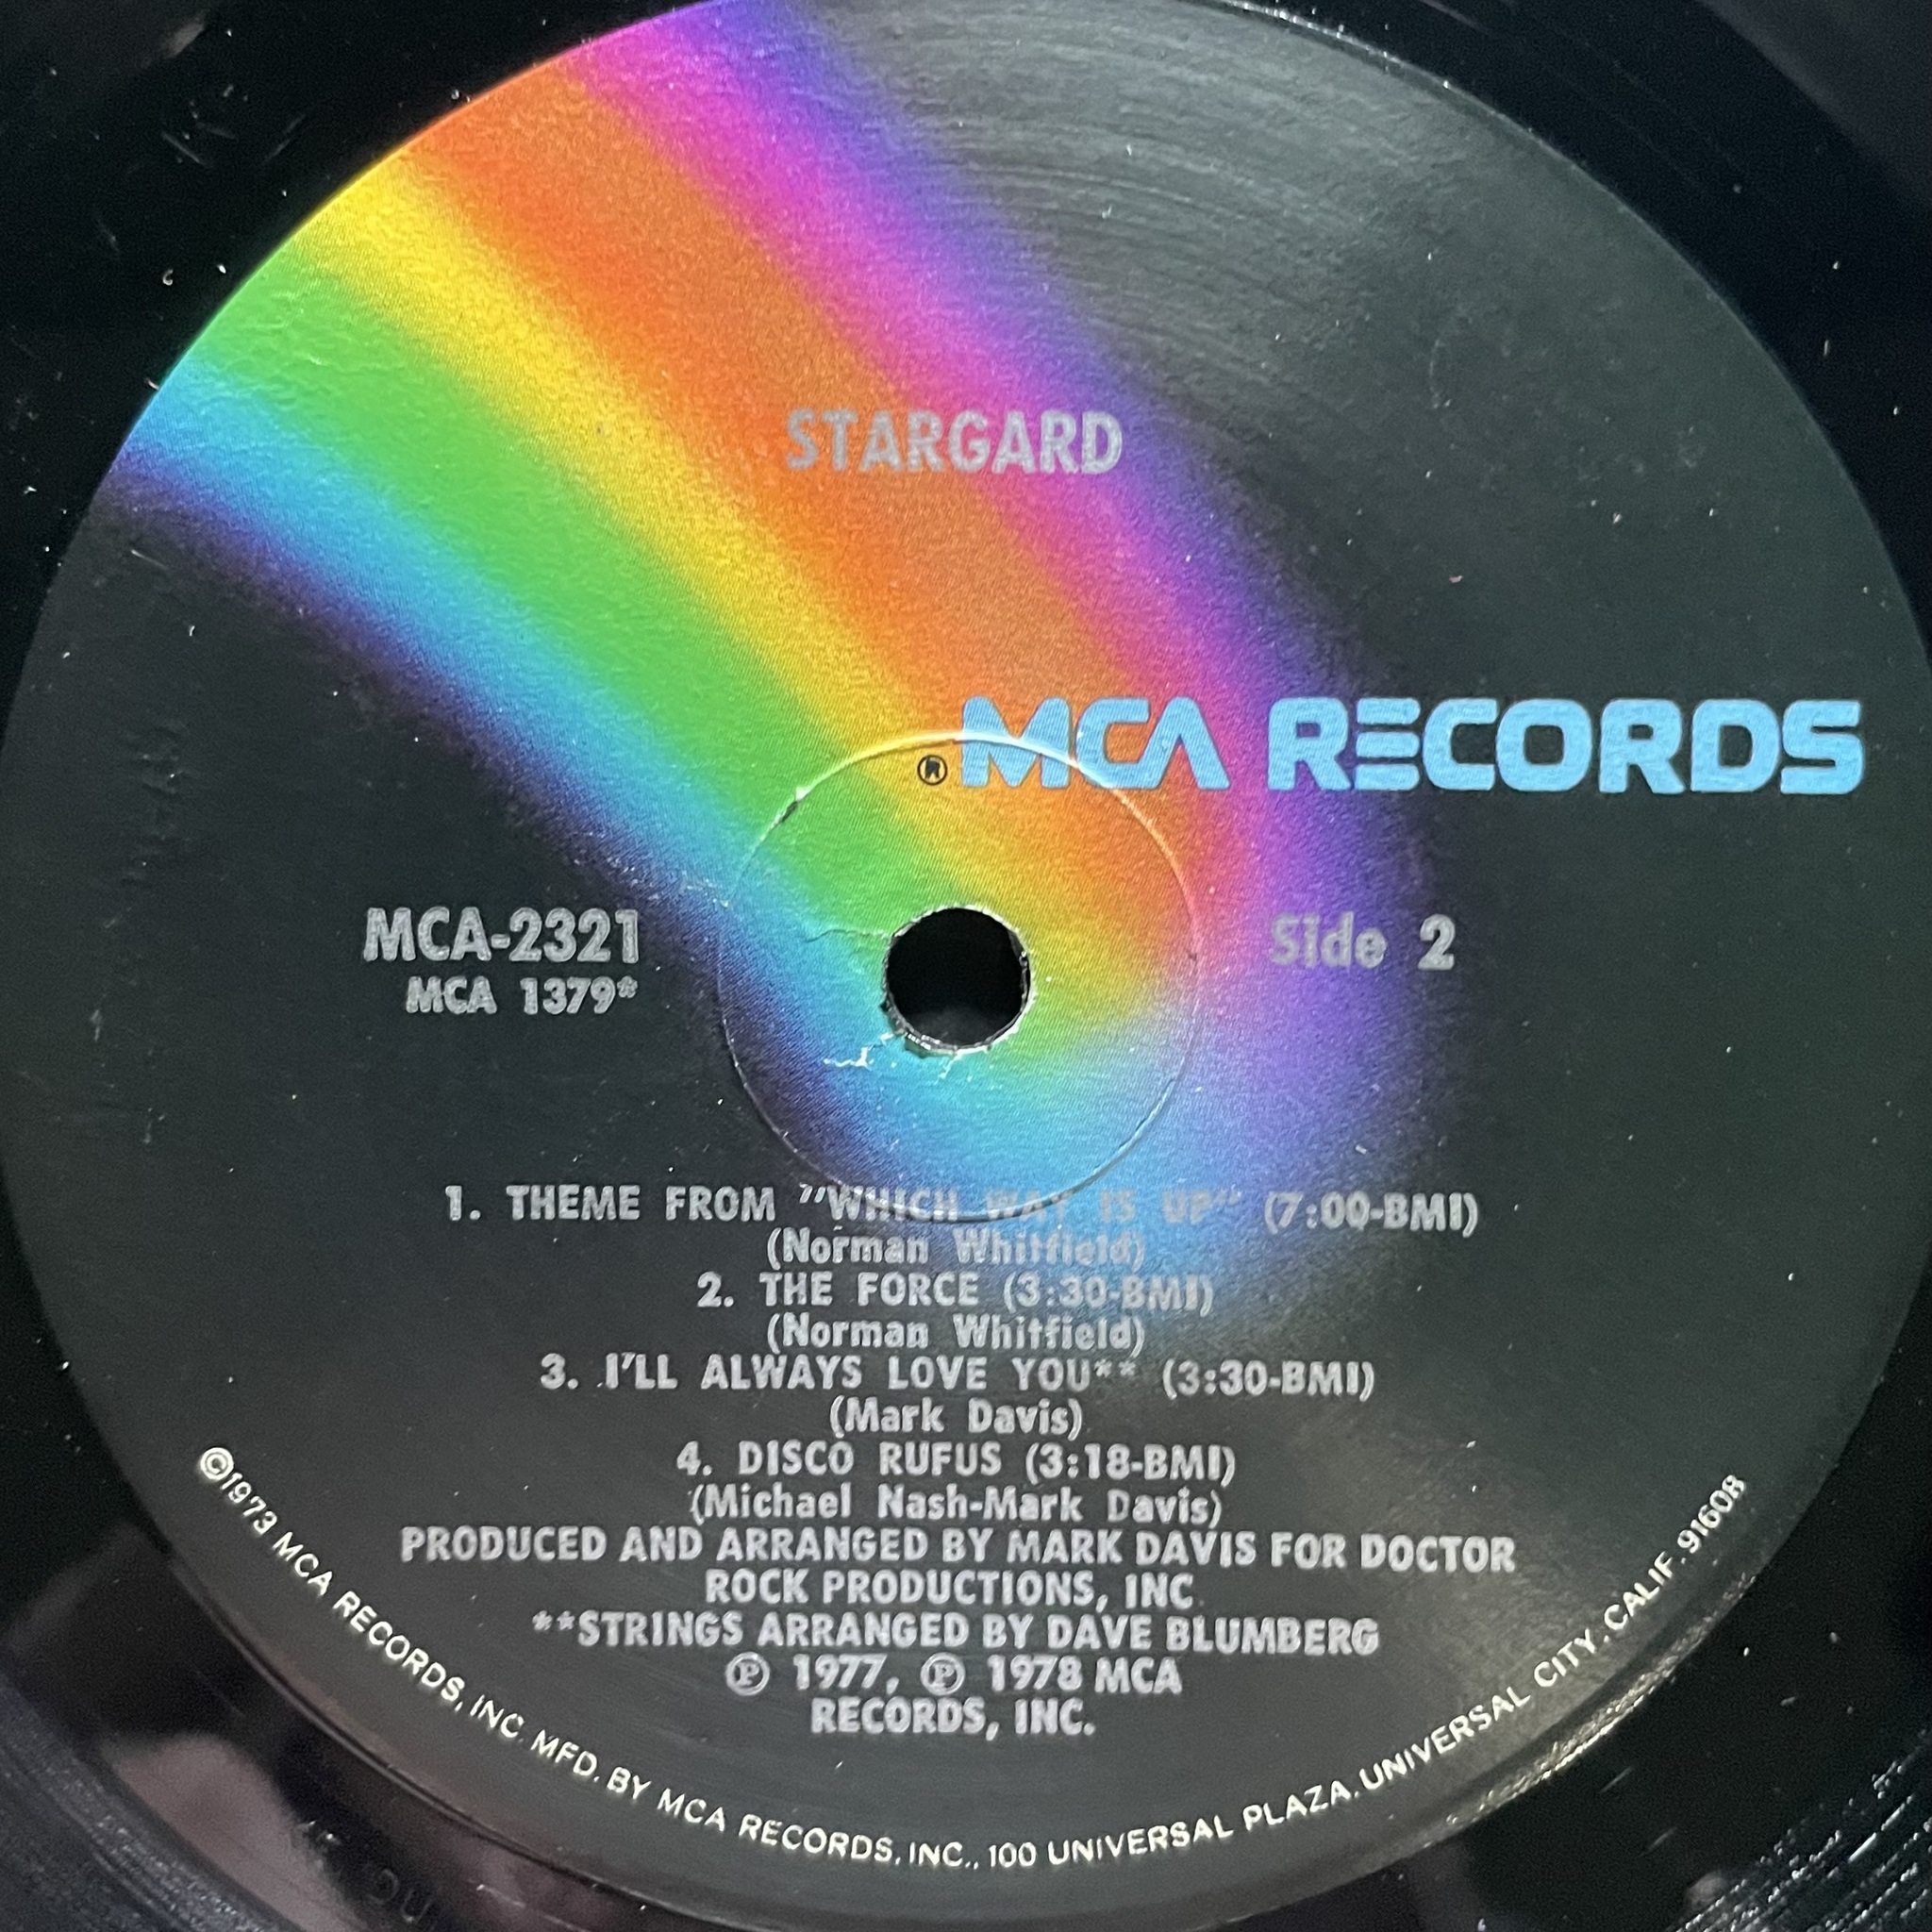 STARGARD
® MCA RECORDS
MCA-2321
MCA 1379*
Side 2
1. THEME FROM "WHICH WAY IS UP" (7:00-BMI)
(Norman Whitfield)
2. THE FORCE (3:30-BMI)
(Norman Whitfield)
3. I'LL ALWAYS LOVE YOU** (3:30-BMI)
(Mark Davis)
4. DISCO RUFUS (3:18-BMI)
(Michael Nash-Mark Davis)
PRODUCED AND ARRANGED BY MARK DAVIS FOR DOCTOR
ROCK PRODUCTIONS, INC.
**STRINGS ARRANGED BY DAVE BLUMBERG
℗ 1977, ℗ 1978 MCA
RECORDS, INC.
©1973 MCA RECORDS, INC. MFD. BY MCA RECORDS, INC., 100 UNIVERSAL PLAZA, UNIVERSAL CITY, CALIF. 91608